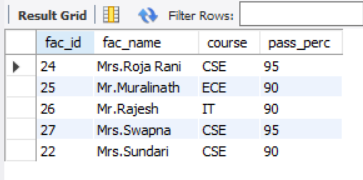 Result Grid Filter Rows:
fac_id fac_name course pass_perc
24 Mrs.Roja Rani CSE 95
25 Mr.Muralinath ECE 90
26 Mr.Rajesh IT 90
27 Mrs.Swapna CSE 95
22 Mrs.Sundari CSE 90